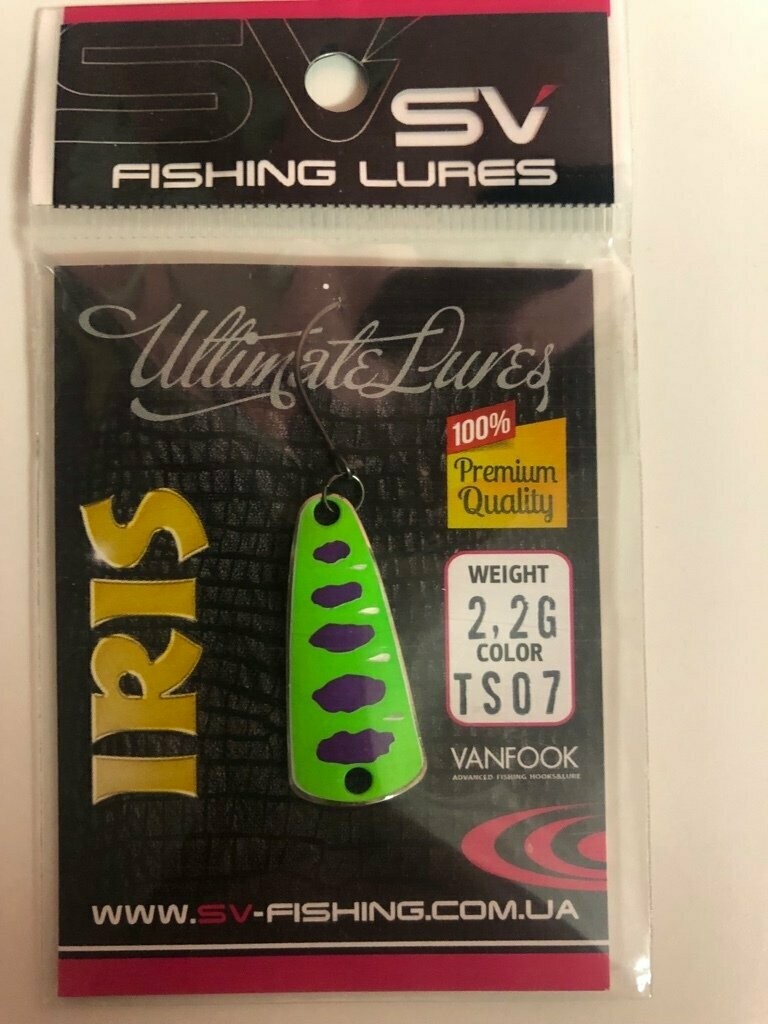 SV
SV
FISHING LURES
Ultimate Lures
100%
Premium
Quality
IRIS
WEIGHT
2,2G
COLOR
TS07
VANFOOK
ADVANCED FISHING HOOKS&LURE
WWW.SV-FISHING.COM.UA